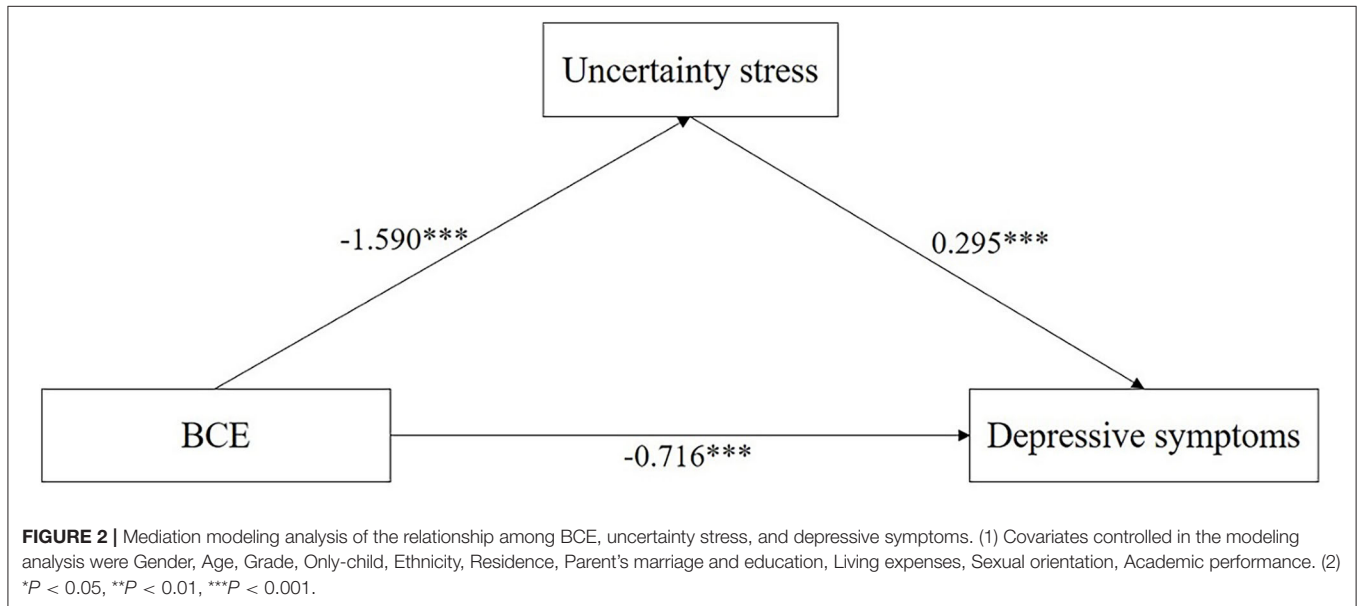 Uncertainty stress
-1.590***
0.295***
BCE
Depressive symptoms
-0.716***
FIGURE 2 | Mediation modeling analysis of the relationship among BCE, uncertainty stress, and depressive symptoms. (1) Covariates controlled in the modeling
analysis were Gender, Age, Grade, Only-child, Ethnicity, Residence, Parent's marriage and education, Living expenses, Sexual orientation, Academic performance. (2)
*P < 0.05, **P < 0.01, ***P < 0.001.